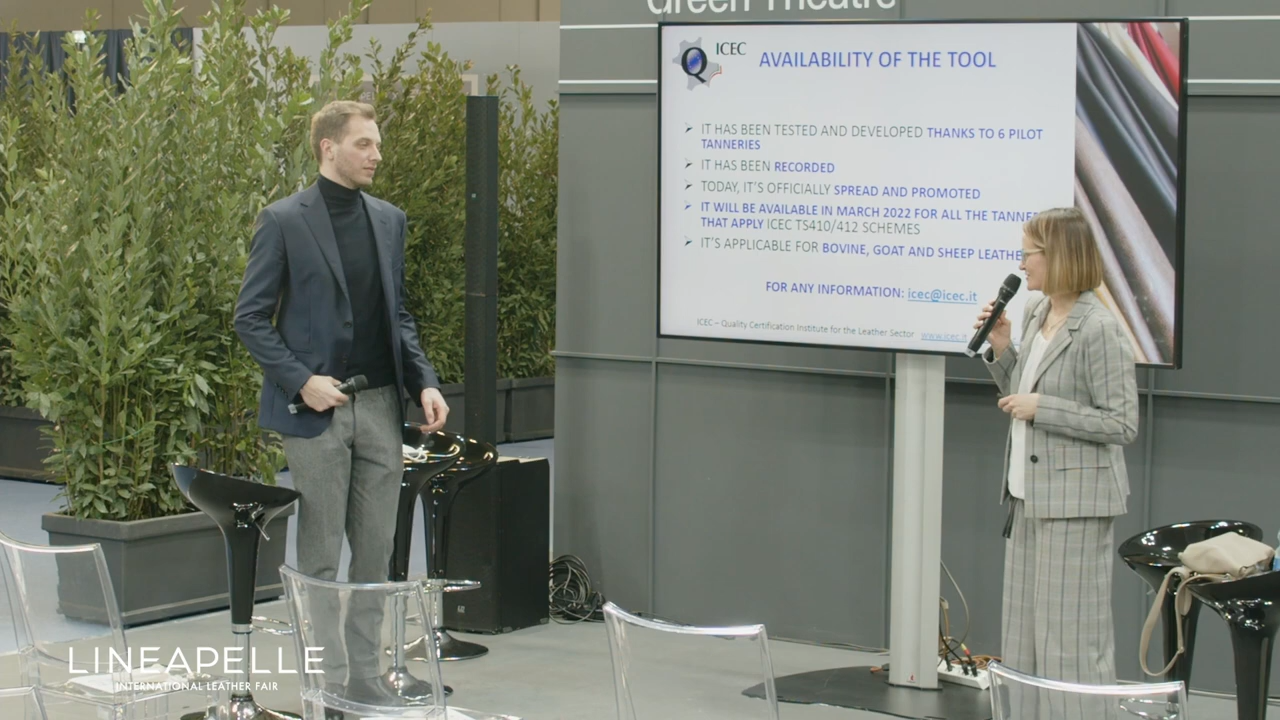 Green Theatre
ICEC
Q
AVAILABILITY OF THE TOOL
➢ IT HAS BEEN TESTED AND DEVELOPED THANKS TO 6 PILOT
TANNERIES
➢ IT HAS BEEN RECORDED
➢ TODAY, IT'S OFFICIALLY SPREAD AND PROMOTED
➢ IT WILL BE AVAILABLE IN MARCH 2022 FOR ALL THE
THAT APPLY ICEC TS410/412 SCHEMES
➢ IT'S APPLICABLE FOR BOVINE, GOAT AND SHEEP
FOR ANY INFORMATION: icec@icec.it
ICEC – Quality Certification Institute for the Leather Sector www.icec.it
LINEAPELLE
INTERNATIONAL LEATHER FAIR